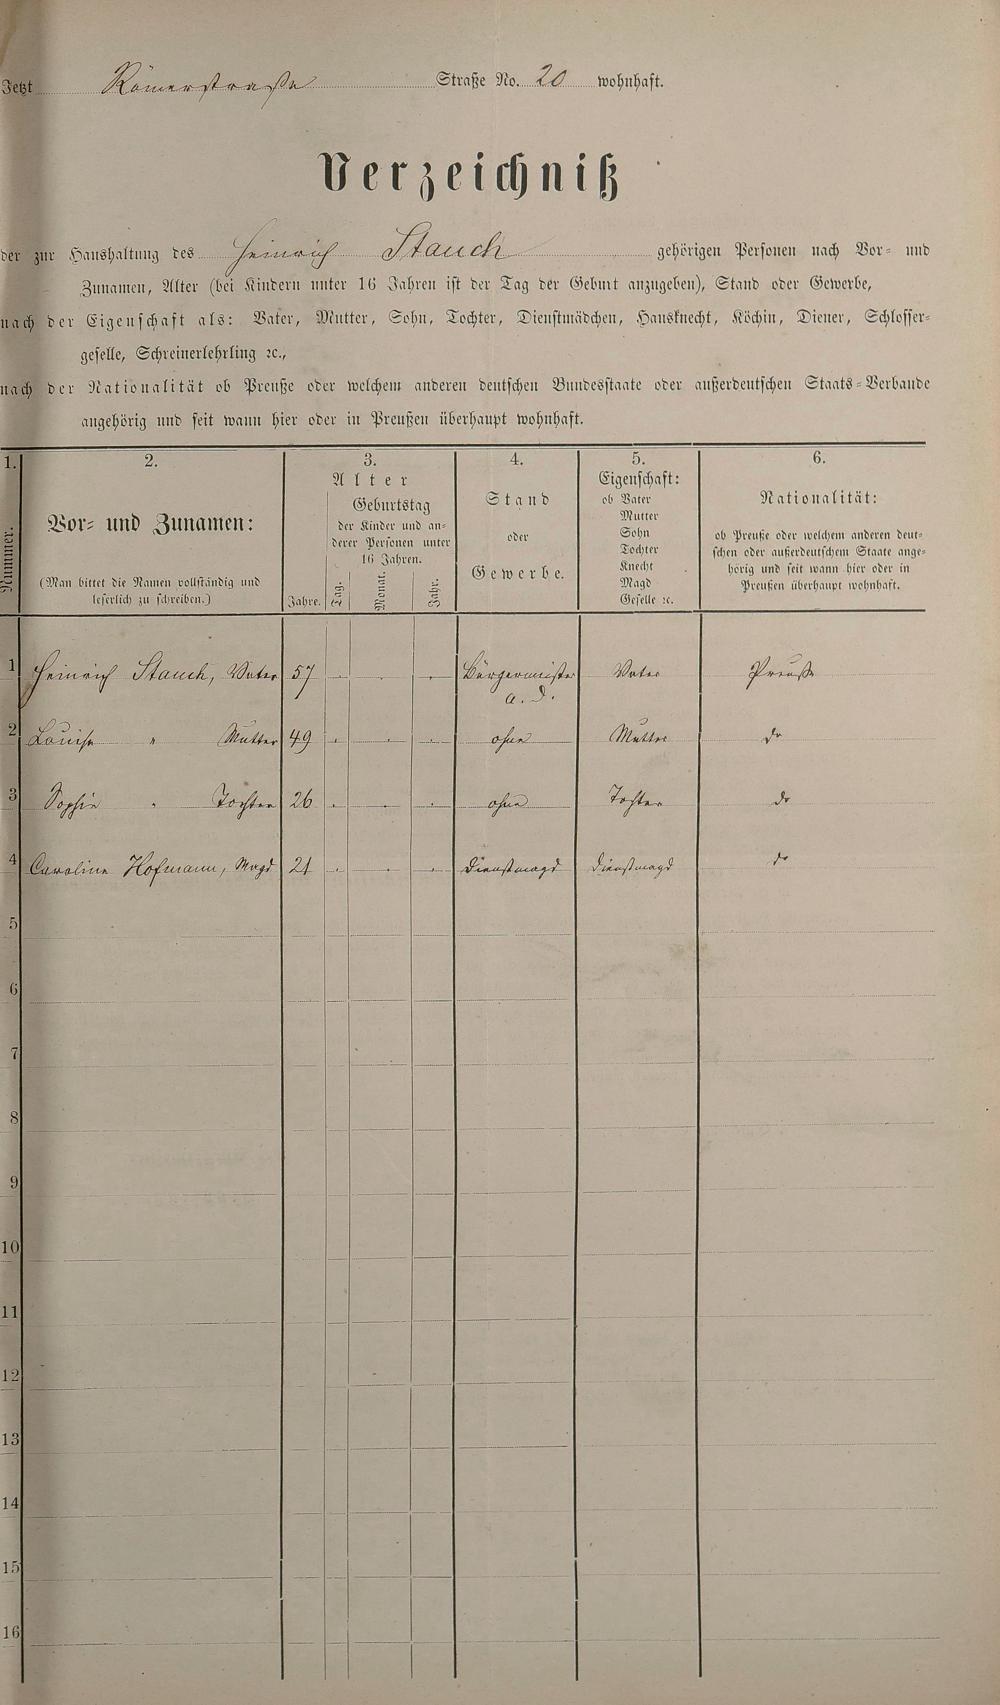 Jetzt Römerstrasse Straße No. 20 wohnhaft.
Verzeichniß
der zur Haushaltung des Heinrich Stauch gehörigen Personen nach Vor- und
Zunamen, Alter (bei Kindern unter 16 Jahren ist der Tag der Geburt anzugeben), Stand oder Gewerbe,
nach der Eigenschaft als: Vater, Mutter, Sohn, Tochter, Dienstmädchen, Hausknecht, Köchin, Diener, Schlosser-
geselle, Schreinerlehrling ꝛc.,
nach der Nationalität ob Preuße oder welchem anderen deutschen Bundesstaate oder außerdeutschen Staats-Verbande
angehörig und seit wann hier oder in Preußen überhaupt wohnhaft.
1. 2. 3. 4. 5. 6.
Nummer.
Vor- und Zunamen:
(Man bittet die Namen vollständig und
leserlich zu schreiben.)
Alter
Jahre.
Geburtstag
der Kinder und an-
derer Personen unter
16 Jahren.
Tag. Monat. Jahr.
Stand
oder
Gewerbe.
Eigenschaft:
ob Vater
Mutter
Sohn
Tochter
Knecht
Magd
Geselle ꝛc.
Nationalität:
ob Preuße oder welchem anderen deut-
schen oder außerdeutschem Staate ange-
hörig und seit wann hier oder in
Preußen überhaupt wohnhaft.
1 Heinrich Stauch, Vater 57 Bürgermeister Vater Preuße
a. D.
2 Louise " Mutter 49 ohne Mutter do
3 Sophie " Tochter 26 ohne Tochter do
4 Caroline Hofmann, Magd 21 Dienstmagd Dienstmagd do
5
6
7
8
9
10
11
12
13
14
15
16